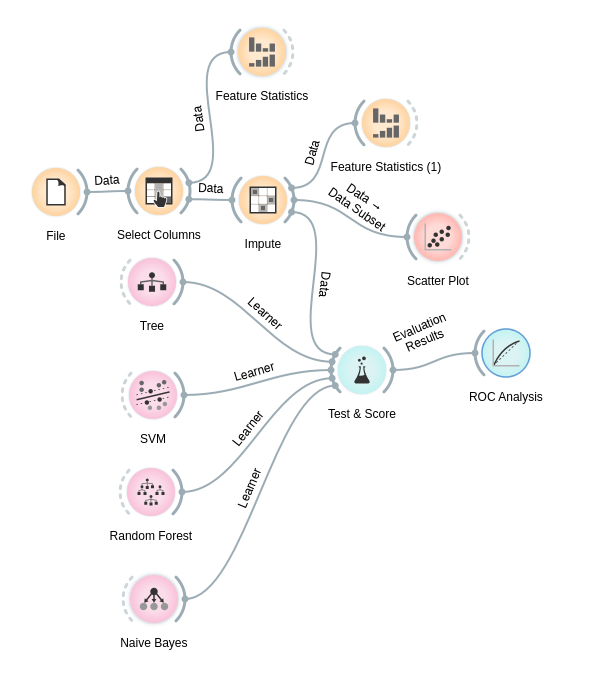 Feature Statistics
Data
Feature Statistics (1)
Data
Data →
Data Subset
Data
Data
File
Select Columns
Impute
Scatter Plot
Data
Tree
Learner
Evaluation
Results
Learner
Test & Score
ROC Analysis
SVM
Learner
Random Forest
Learner
Naive Bayes